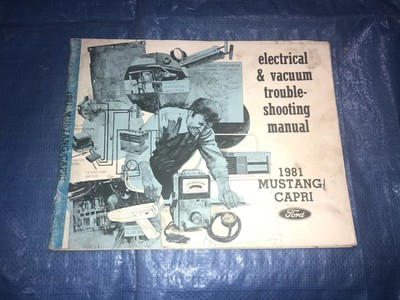 electrical
& vacuum
trouble-
shooting
manual
1981
MUSTANG/
CAPRI
Ford
1981 MUSTANG/CAPRI